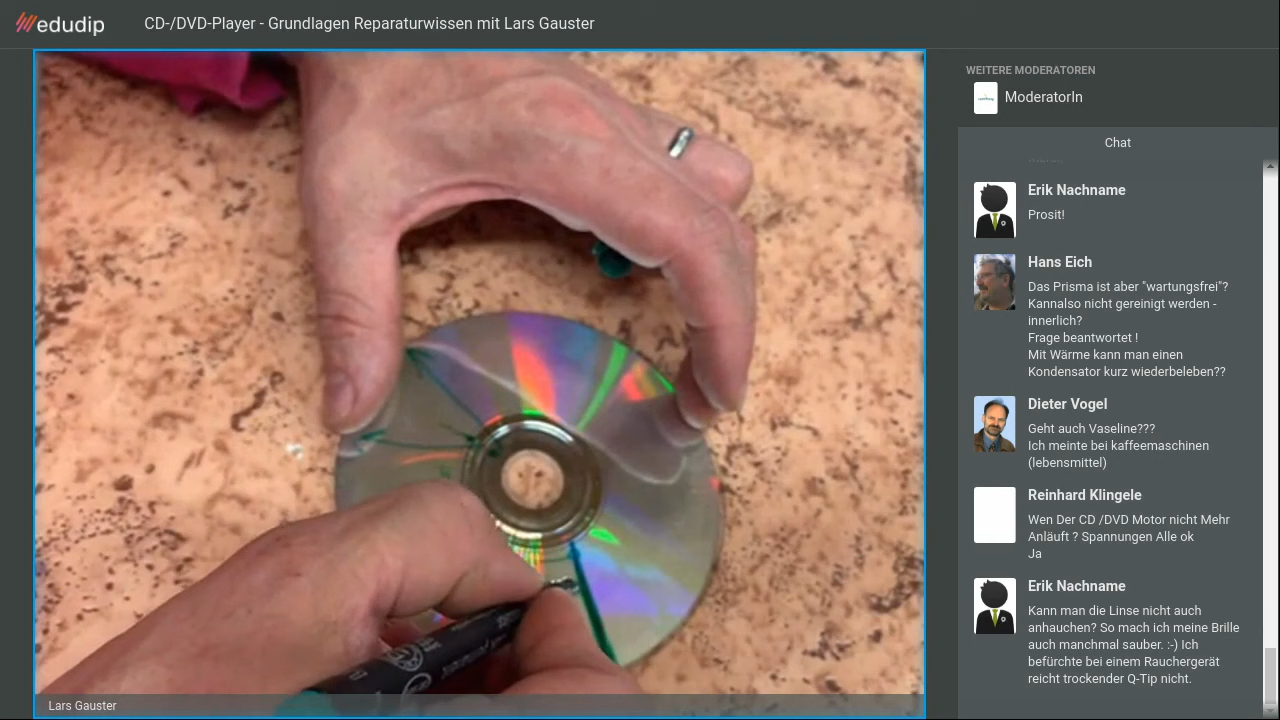 edudip
CD-/DVD-Player - Grundlagen Reparaturwissen mit Lars Gauster
WEITERE MODERATOREN
ModeratorIn
Chat
Erik Nachname
Prosit!
Hans Eich
Das Prisma ist aber "wartungsfrei"?
Kannalso nicht gereinigt werden -
innerlich?
Frage beantwortet !
Mit Wärme kann man einen
Kondensator kurz wiederbeleben??
Dieter Vogel
Geht auch Vaseline???
Ich meinte bei kaffeemaschinen
(lebensmittel)
Reinhard Klingele
Wen Der CD /DVD Motor nicht Mehr
Anläuft ? Spannungen Alle ok
Ja
Erik Nachname
Kann man die Linse nicht auch
anhauchen? So mach ich meine Brille
auch manchmal sauber. :-) Ich
befürchte bei einem Rauchergerät
reicht trockender Q-Tip nicht.
Lars Gauster